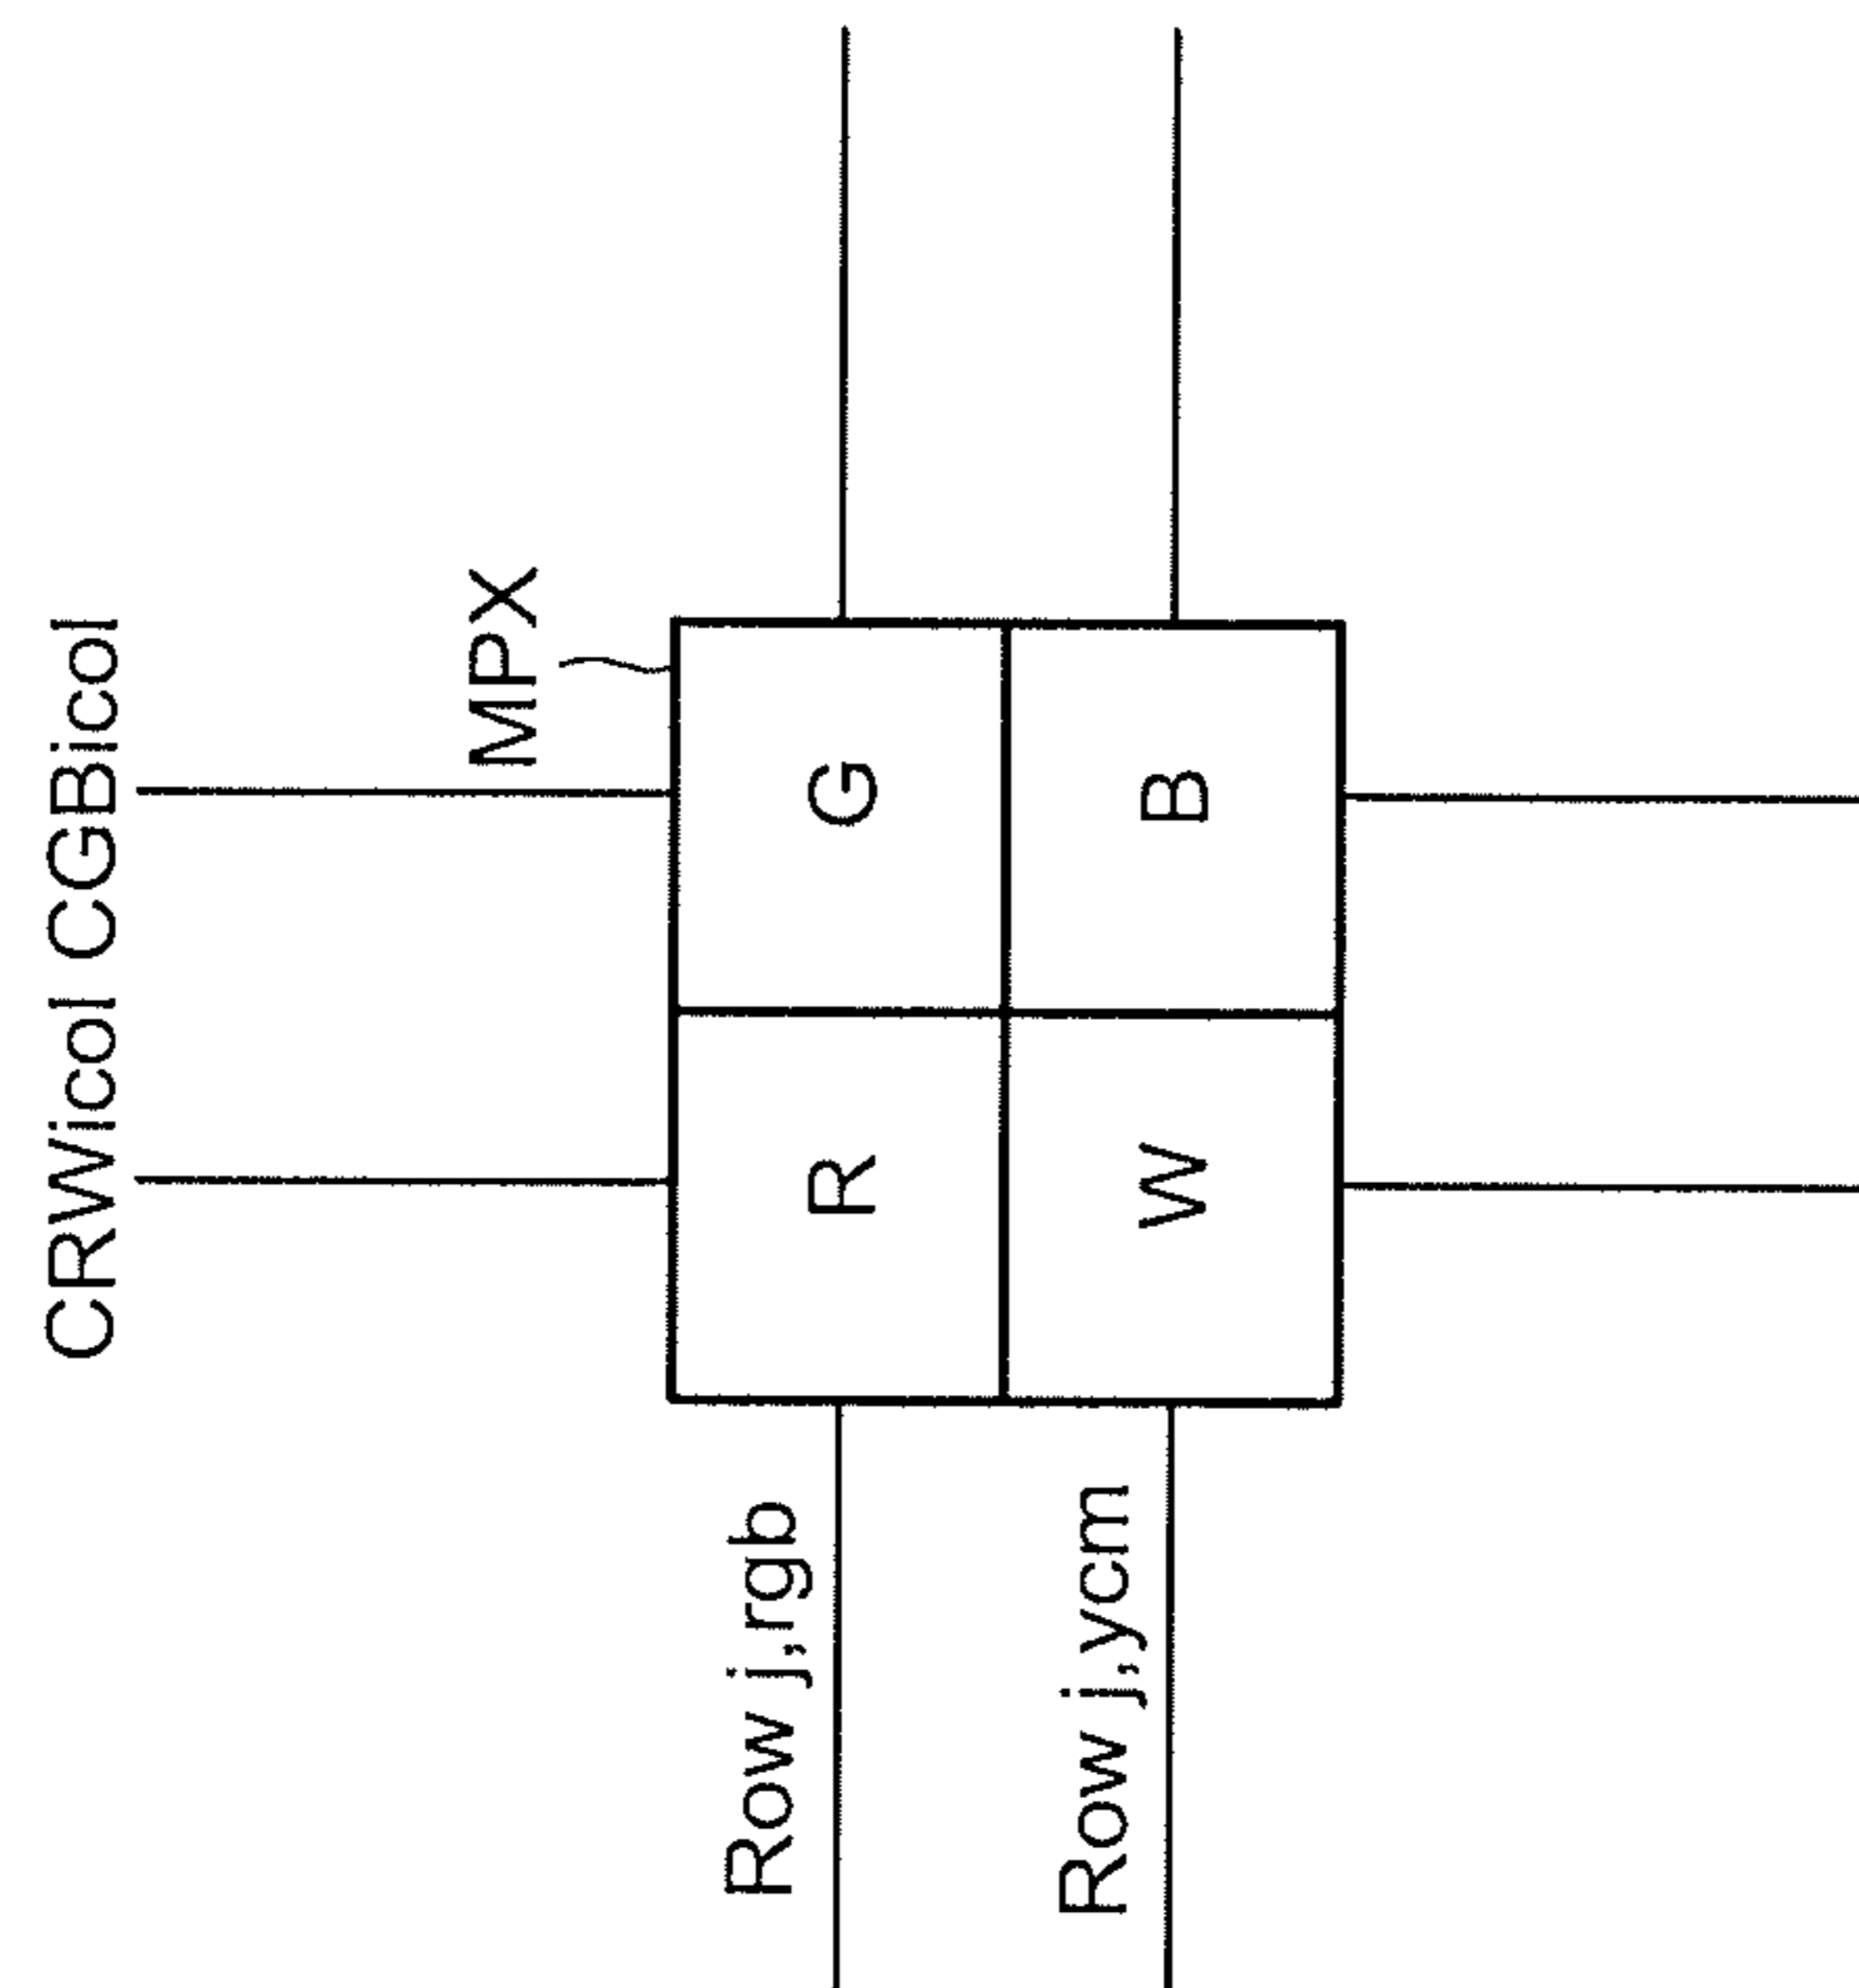 CRWicol CGBicol
MPX
R G
Row j,rgb
W B
Row j,ycm